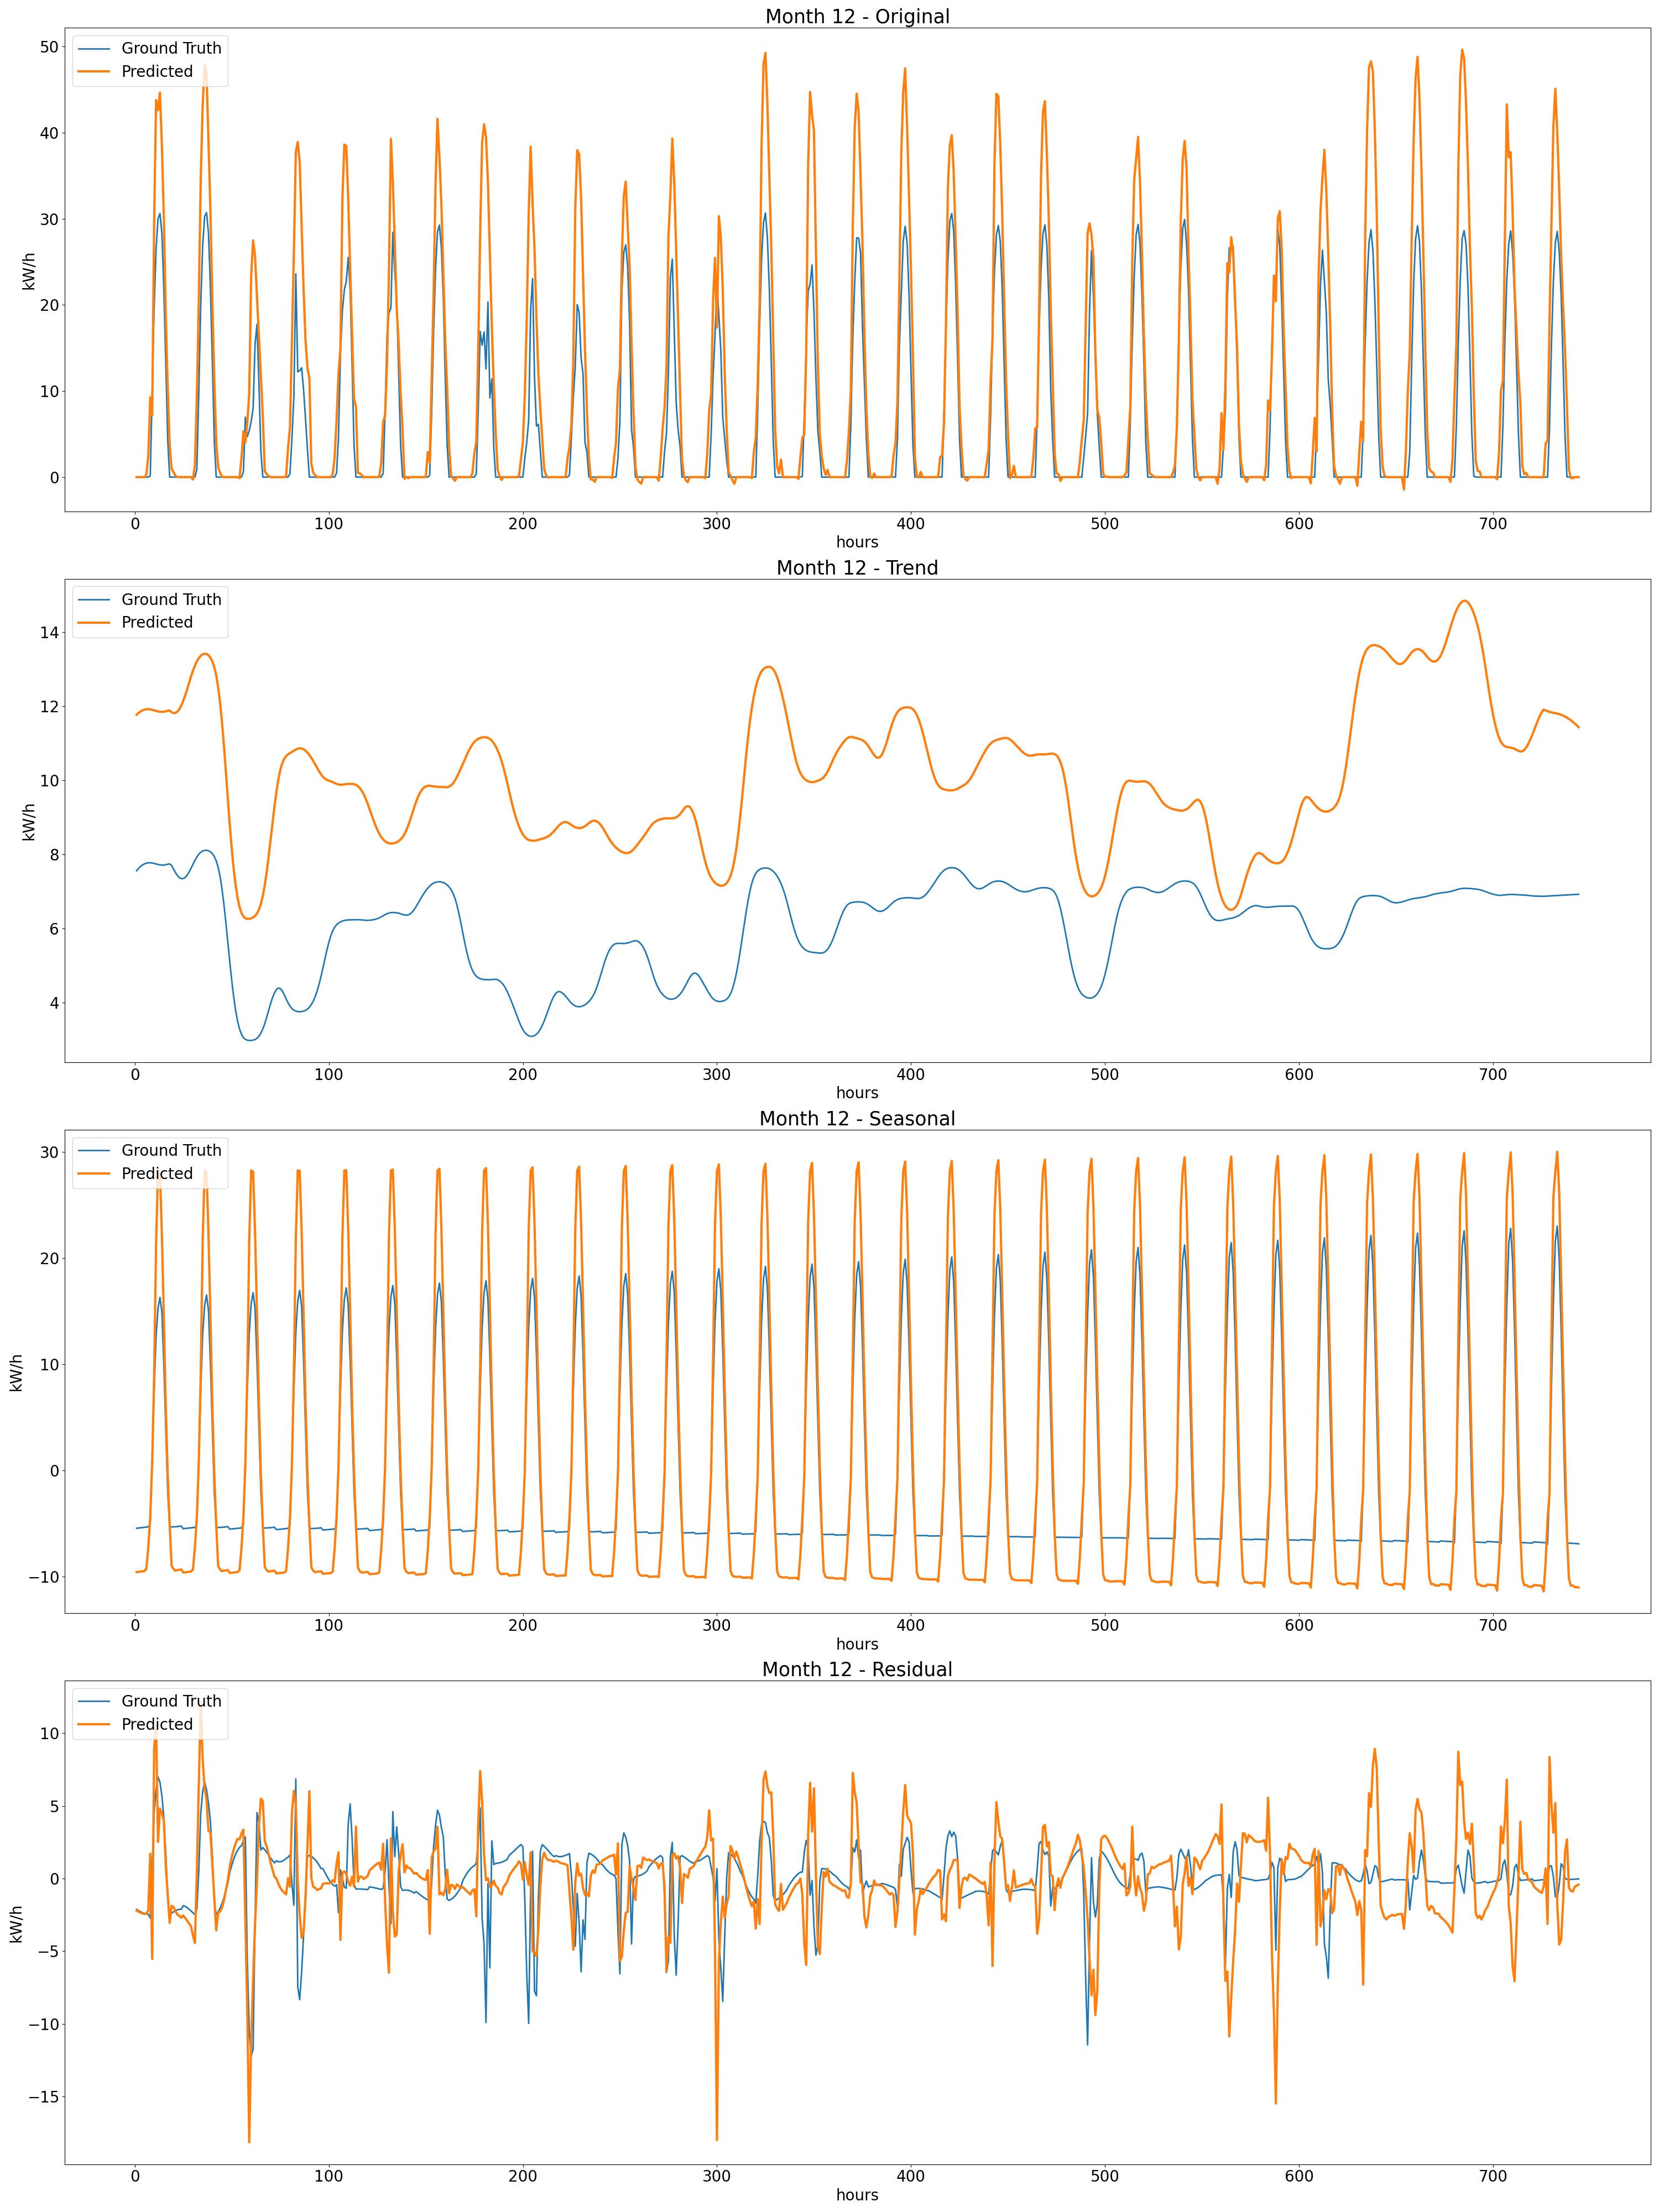 Month 12 - Original
Ground Truth
Predicted
50
40
30
20
10
0
kW/h
0 100 200 300 400 500 600 700
hours
Month 12 - Trend
Ground Truth
Predicted
14
12
10
8
6
4
kW/h
0 100 200 300 400 500 600 700
hours
Month 12 - Seasonal
Ground Truth
Predicted
30
20
10
0
−10
kW/h
0 100 200 300 400 500 600 700
hours
Month 12 - Residual
Ground Truth
Predicted
10
5
0
−5
−10
−15
kW/h
0 100 200 300 400 500 600 700
hours